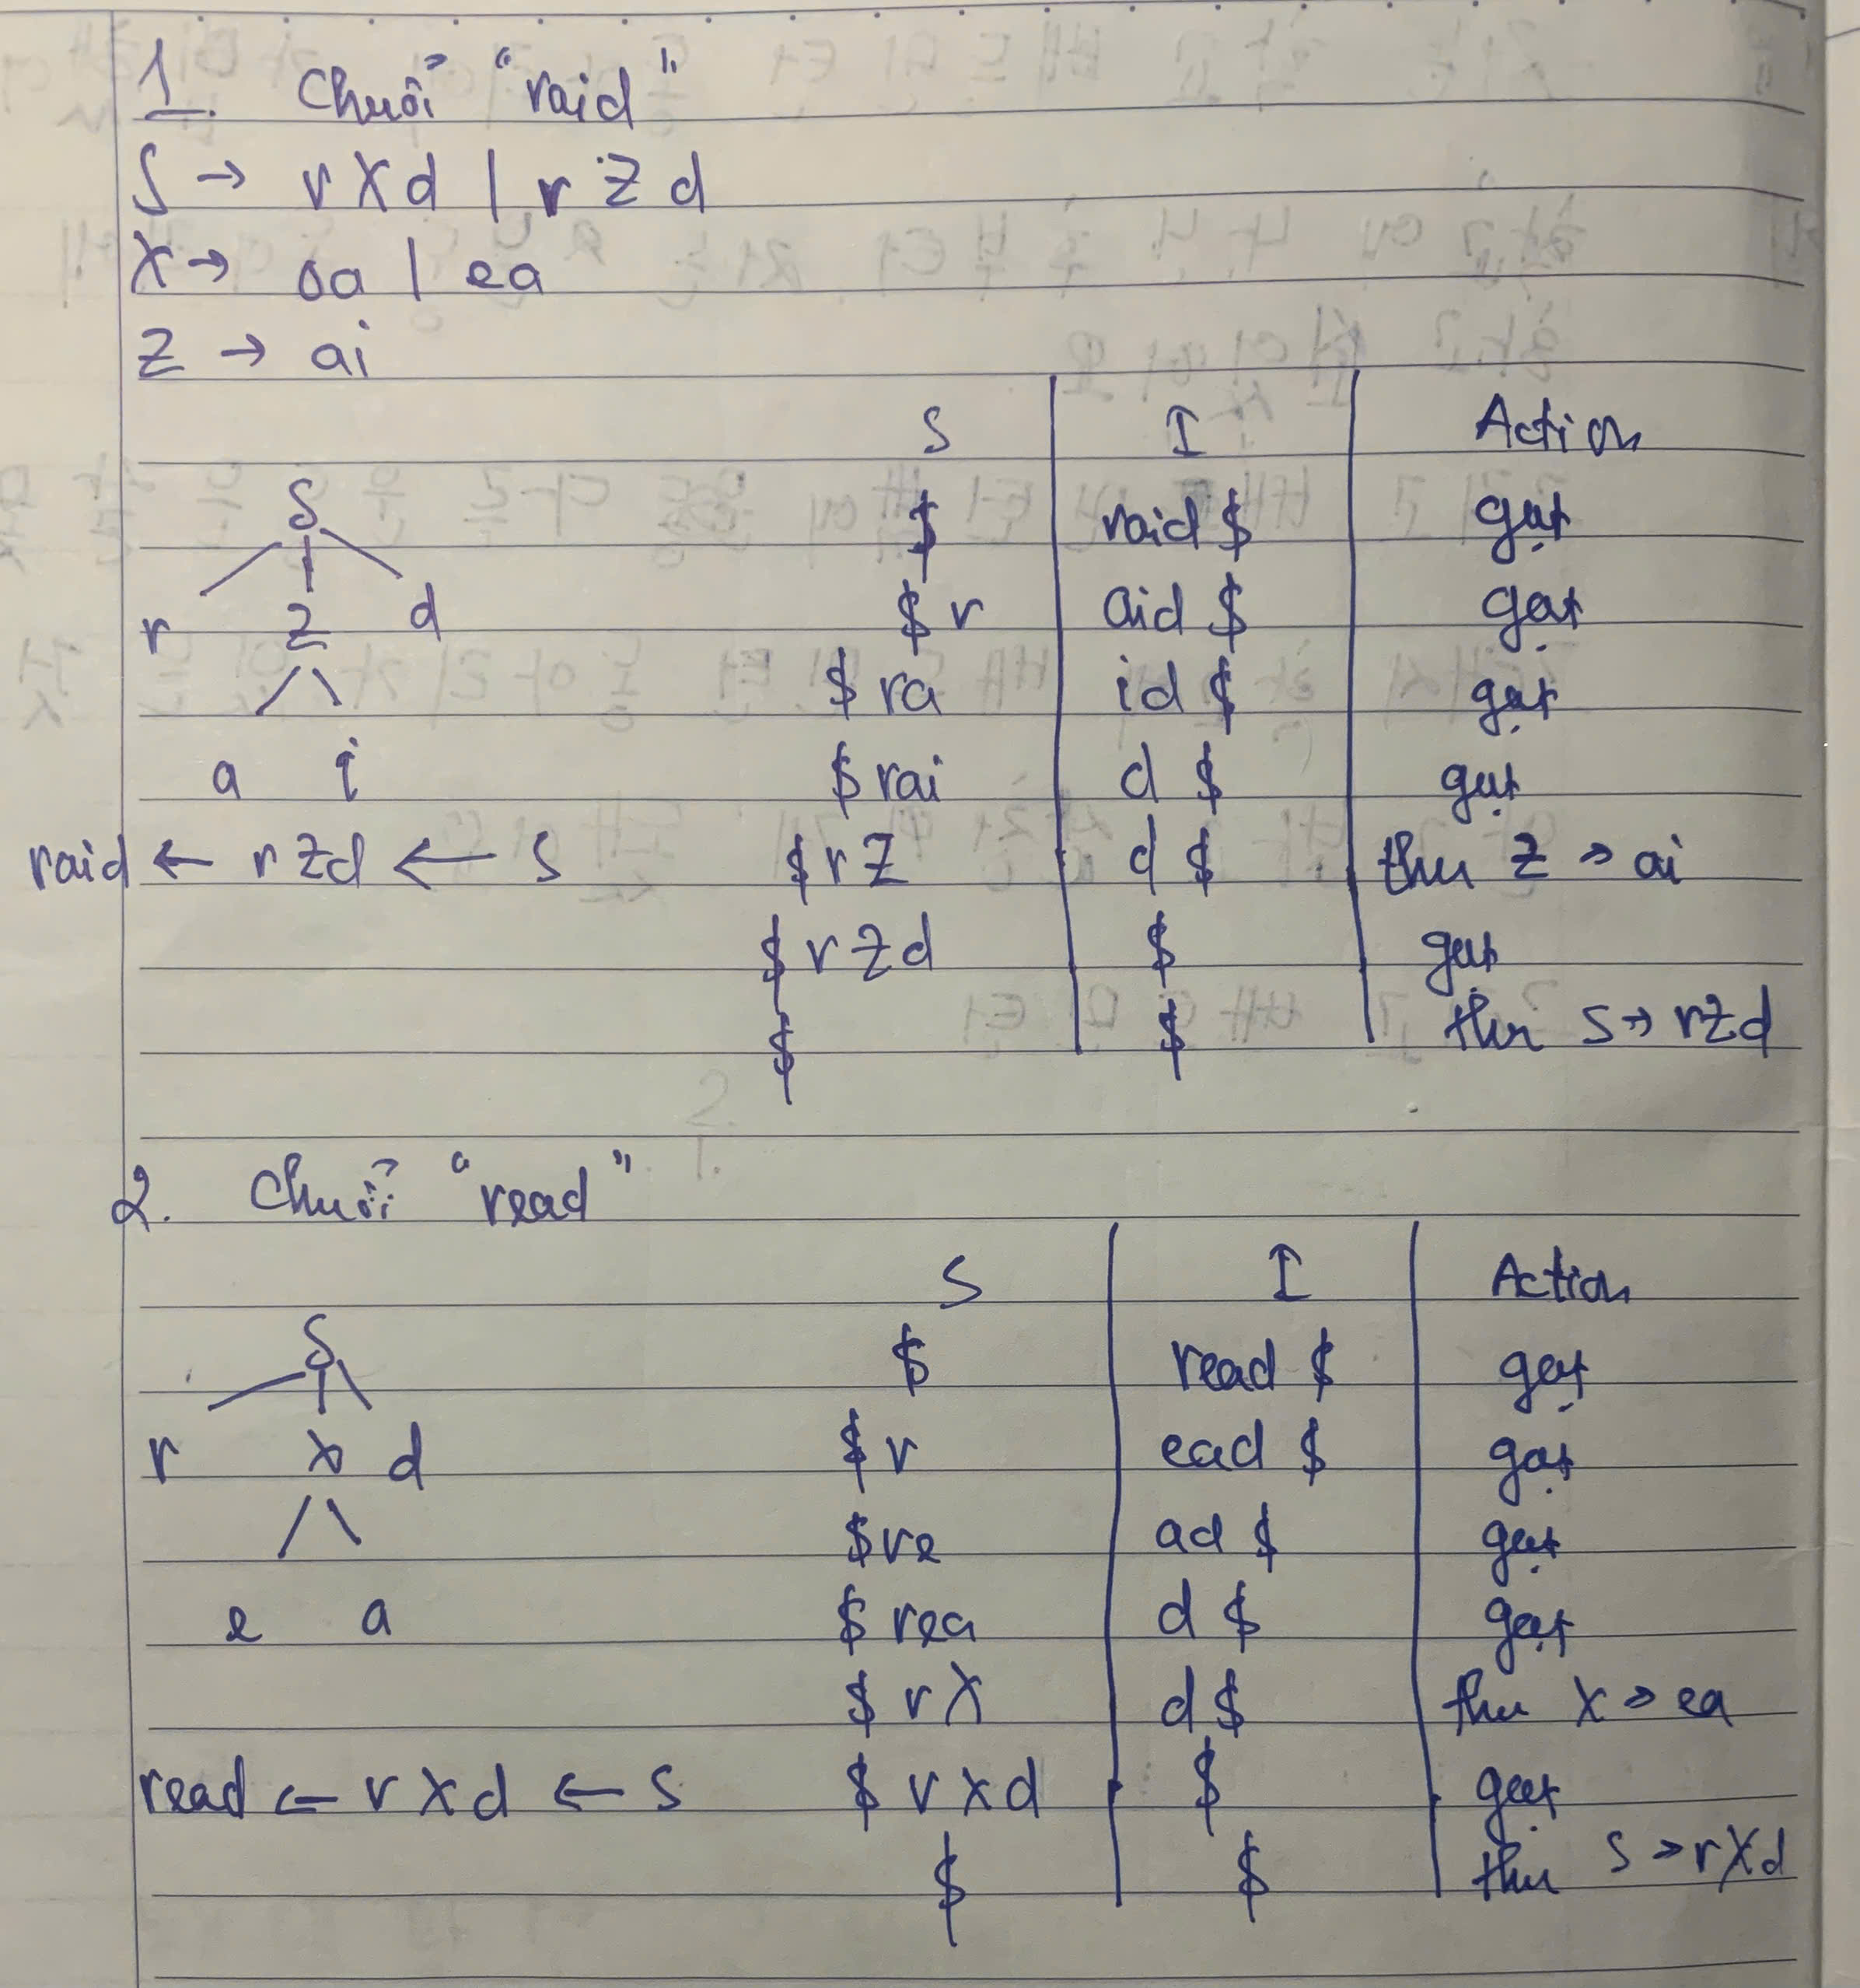 1. Chuỗi "raid"
S → rXd | rZd
X → oa | ea
Z → ai
S I Action
S $ raid $ gạt
r Z d $ r aid $ gạt
$ ra id $ gạt
a i $ rai d $ gạt
raid ← rZd ← S $ rZ d $ thu Z → ai
$ rZd $ gạt
$ $ thu S → rZd
2. Chuỗi "read"
S I Action
S $ read $ gạt
r X d $ r ead $ gạt
$ re ad $ gạt
e a $ rea d $ gạt
$ rX d $ thu X → ea
read ← rXd ← S $ rXd $ gạt
$ $ thu S → rXd